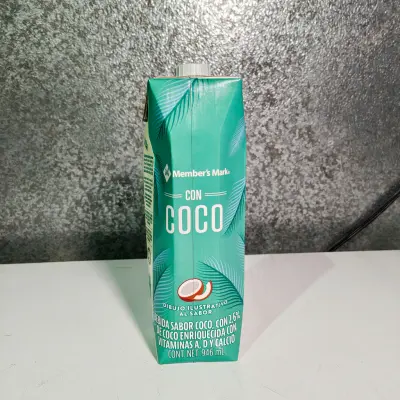 Member's Mark
CON
COCO
DIBUJO ILUSTRATIVO
AL SABOR
BEBIDA SABOR COCO, CON 2.6%
DE COCO ENRIQUECIDA CON
VITAMINAS A, D Y CALCIO
CONT. NET. 946 mL